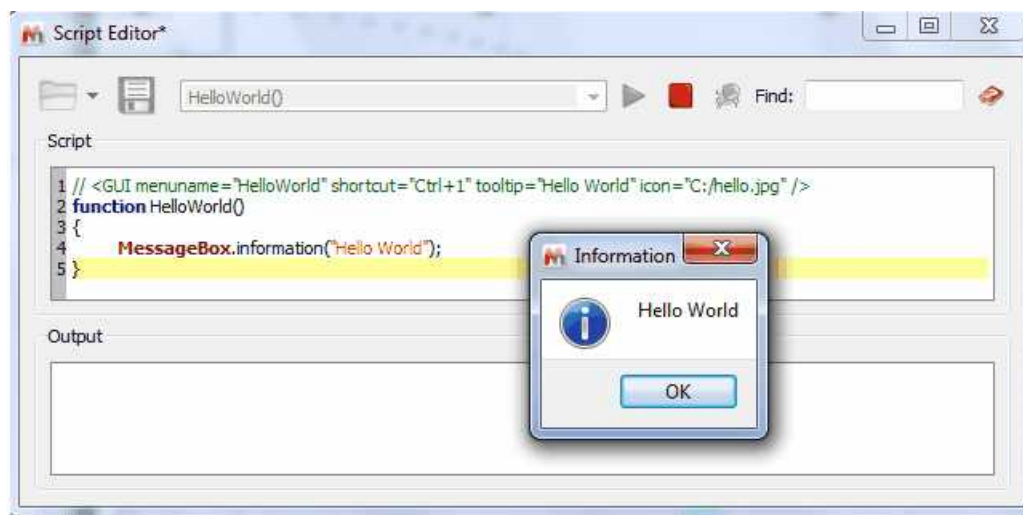 Script Editor*
HelloWorld()
Find:
Script
1 // <GUI menuname="HelloWorld" shortcut="Ctrl+1" tooltip="Hello World" icon="C:/hello.jpg" />
2 function HelloWorld()
3 {
4 MessageBox.information("Hello World");
5 }
Information
Hello World
OK
Output